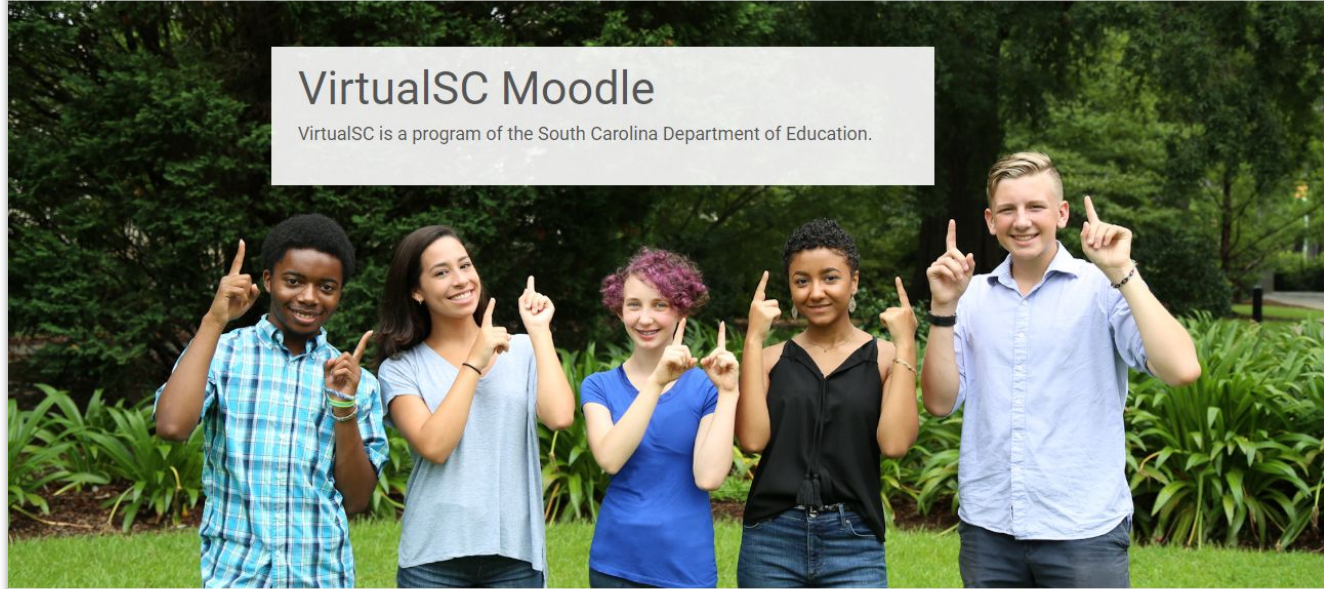 VirtualSC Moodle
VirtualSC is a program of the South Carolina Department of Education.